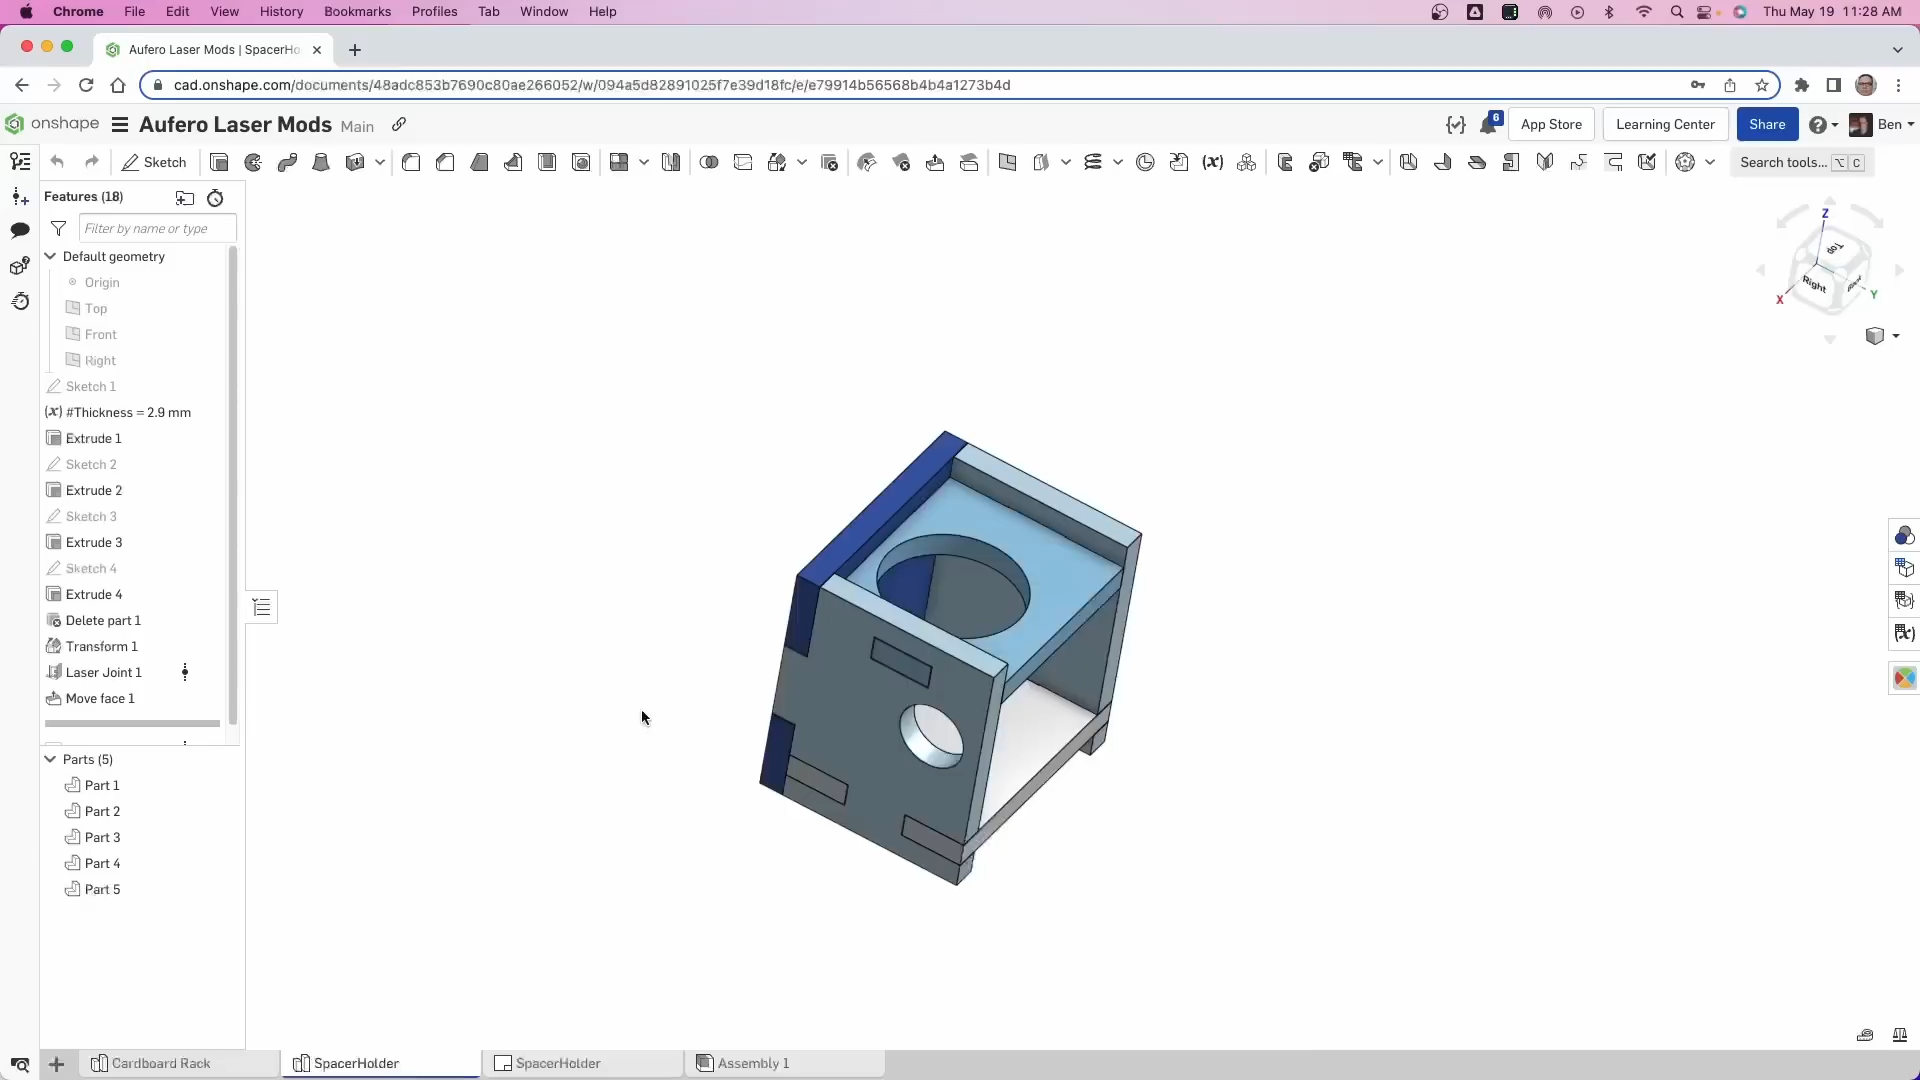 Chrome File Edit View History Bookmarks Profiles Tab Window Help Thu May 19 11:28 AM
Aufero Laser Mods | SpacerHo
cad.onshape.com/documents/48adc853b7690c80ae266052/w/094a5d82891025f7e39d18fc/e/e79914b56568b4b4a1273b4d
onshape Aufero Laser Mods Main 6 App Store Learning Center Share Ben
Sketch (x) Search tools... ⌥ C
Features (18)
Filter by name or type
Default geometry
Origin
Top
Front
Right
Sketch 1
(x) #Thickness = 2.9 mm
Extrude 1
Sketch 2
Extrude 2
Sketch 3
Extrude 3
Sketch 4
Extrude 4
Delete part 1
Transform 1
Laser Joint 1
Move face 1
Parts (5)
Part 1
Part 2
Part 3
Part 4
Part 5
Z
Top
Right Back
X Y
(x)
Cardboard Rack SpacerHolder SpacerHolder Assembly 1